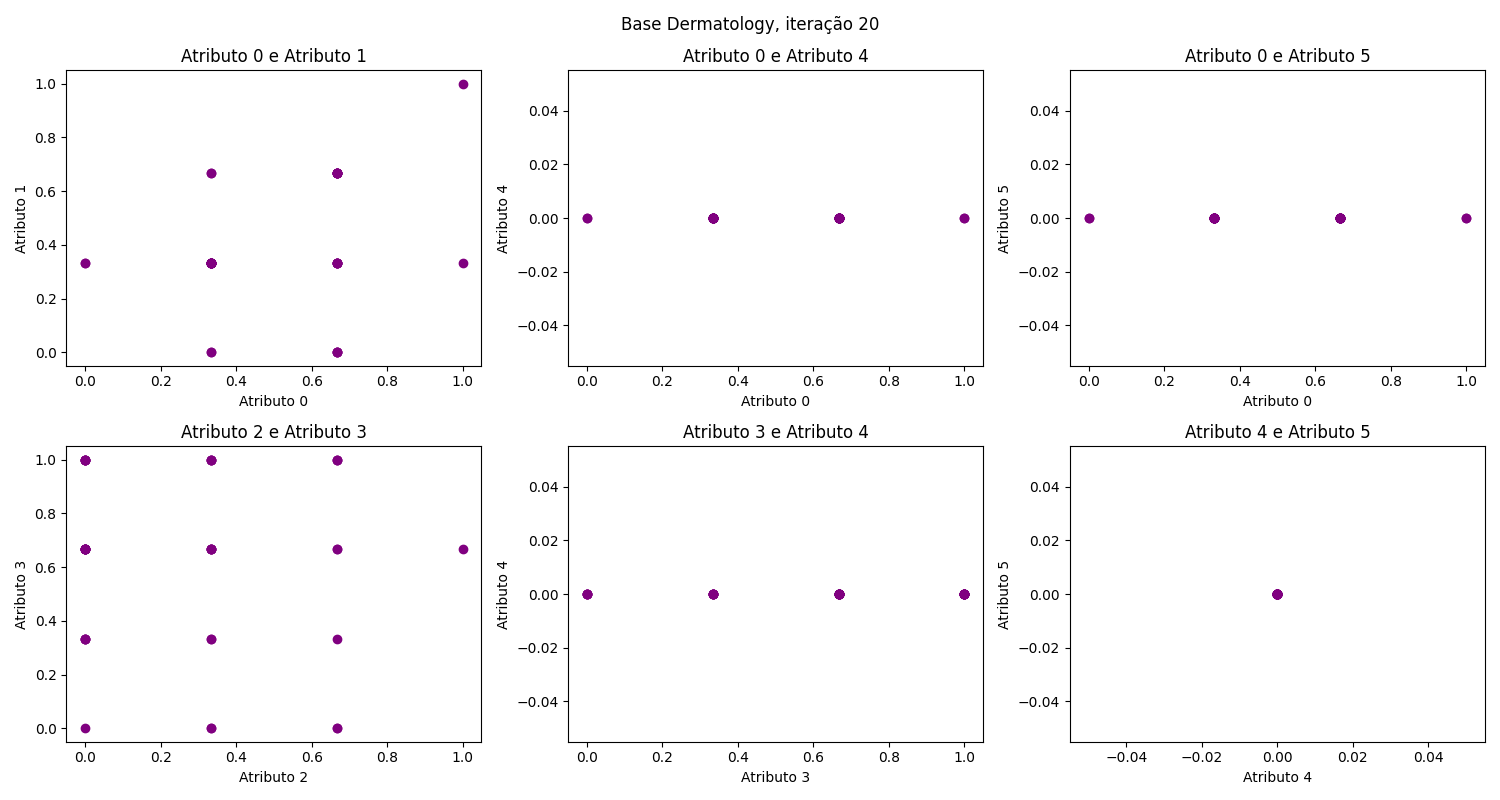 Base Dermatology, iteração 20
Atributo 0 e Atributo 1
1.0
0.8
0.6
0.4
0.2
0.0
Atributo 1
0.0 0.2 0.4 0.6 0.8 1.0
Atributo 0
Atributo 0 e Atributo 4
0.04
0.02
0.00
−0.02
−0.04
Atributo 4
0.0 0.2 0.4 0.6 0.8 1.0
Atributo 0
Atributo 0 e Atributo 5
0.04
0.02
0.00
−0.02
−0.04
Atributo 5
0.0 0.2 0.4 0.6 0.8 1.0
Atributo 0
Atributo 2 e Atributo 3
1.0
0.8
0.6
0.4
0.2
0.0
Atributo 3
0.0 0.2 0.4 0.6 0.8 1.0
Atributo 2
Atributo 3 e Atributo 4
0.04
0.02
0.00
−0.02
−0.04
Atributo 4
0.0 0.2 0.4 0.6 0.8 1.0
Atributo 3
Atributo 4 e Atributo 5
0.04
0.02
0.00
−0.02
−0.04
Atributo 5
−0.04 −0.02 0.00 0.02 0.04
Atributo 4